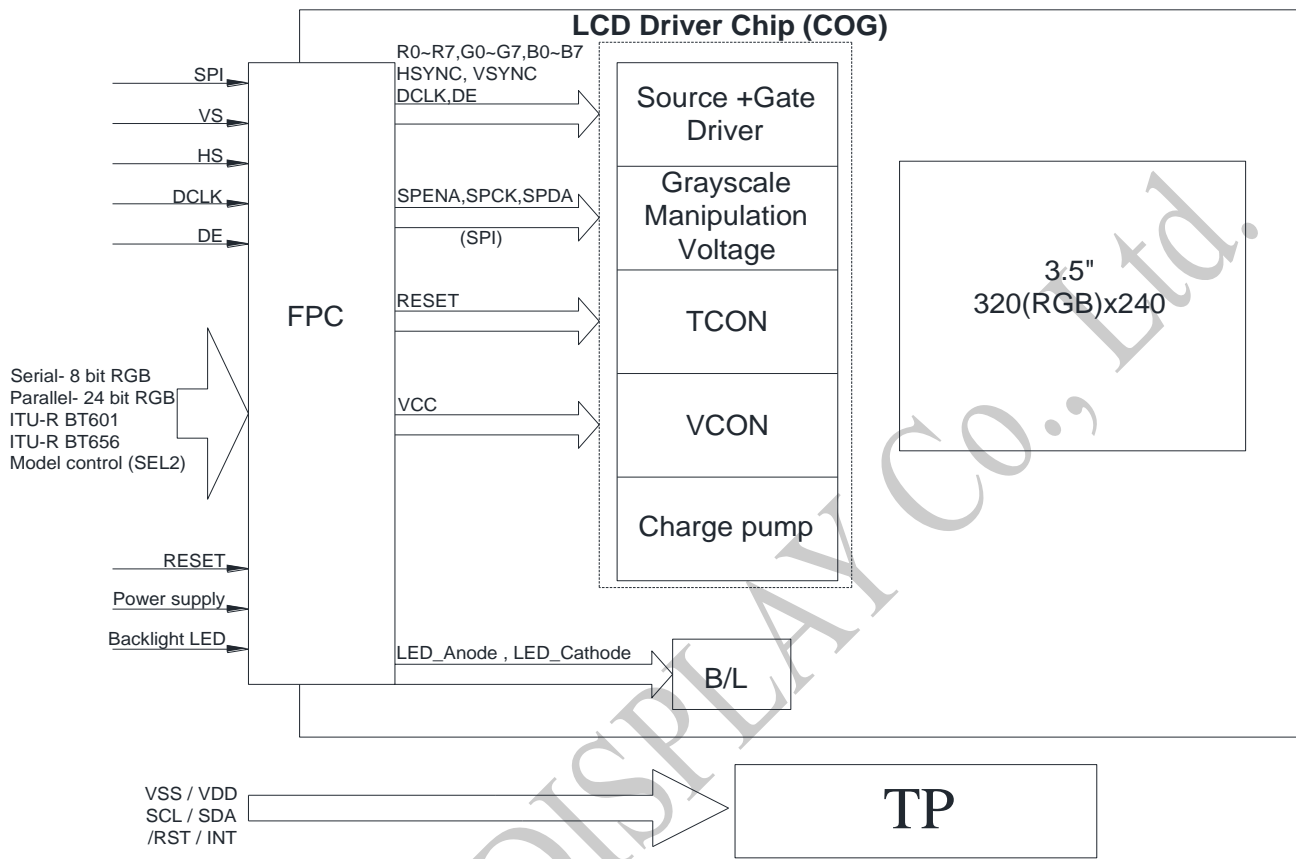 LCD Driver Chip (COG)
SPI
VS
HS
DCLK
DE
Serial- 8 bit RGB
Parallel- 24 bit RGB
ITU-R BT601
ITU-R BT656
Model control (SEL2)
RESET
Power supply
Backlight LED
FPC
R0~R7,G0~G7,B0~B7
HSYNC, VSYNC
DCLK,DE
SPENA,SPCK,SPDA
(SPI)
RESET
VCC
LED_Anode , LED_Cathode
Source +Gate
Driver
Grayscale
Manipulation
Voltage
TCON
VCON
Charge pump
B/L
3.5"
320(RGB)x240
VSS / VDD
SCL / SDA
/RST / INT
TP
DISPLAY Co., Ltd.